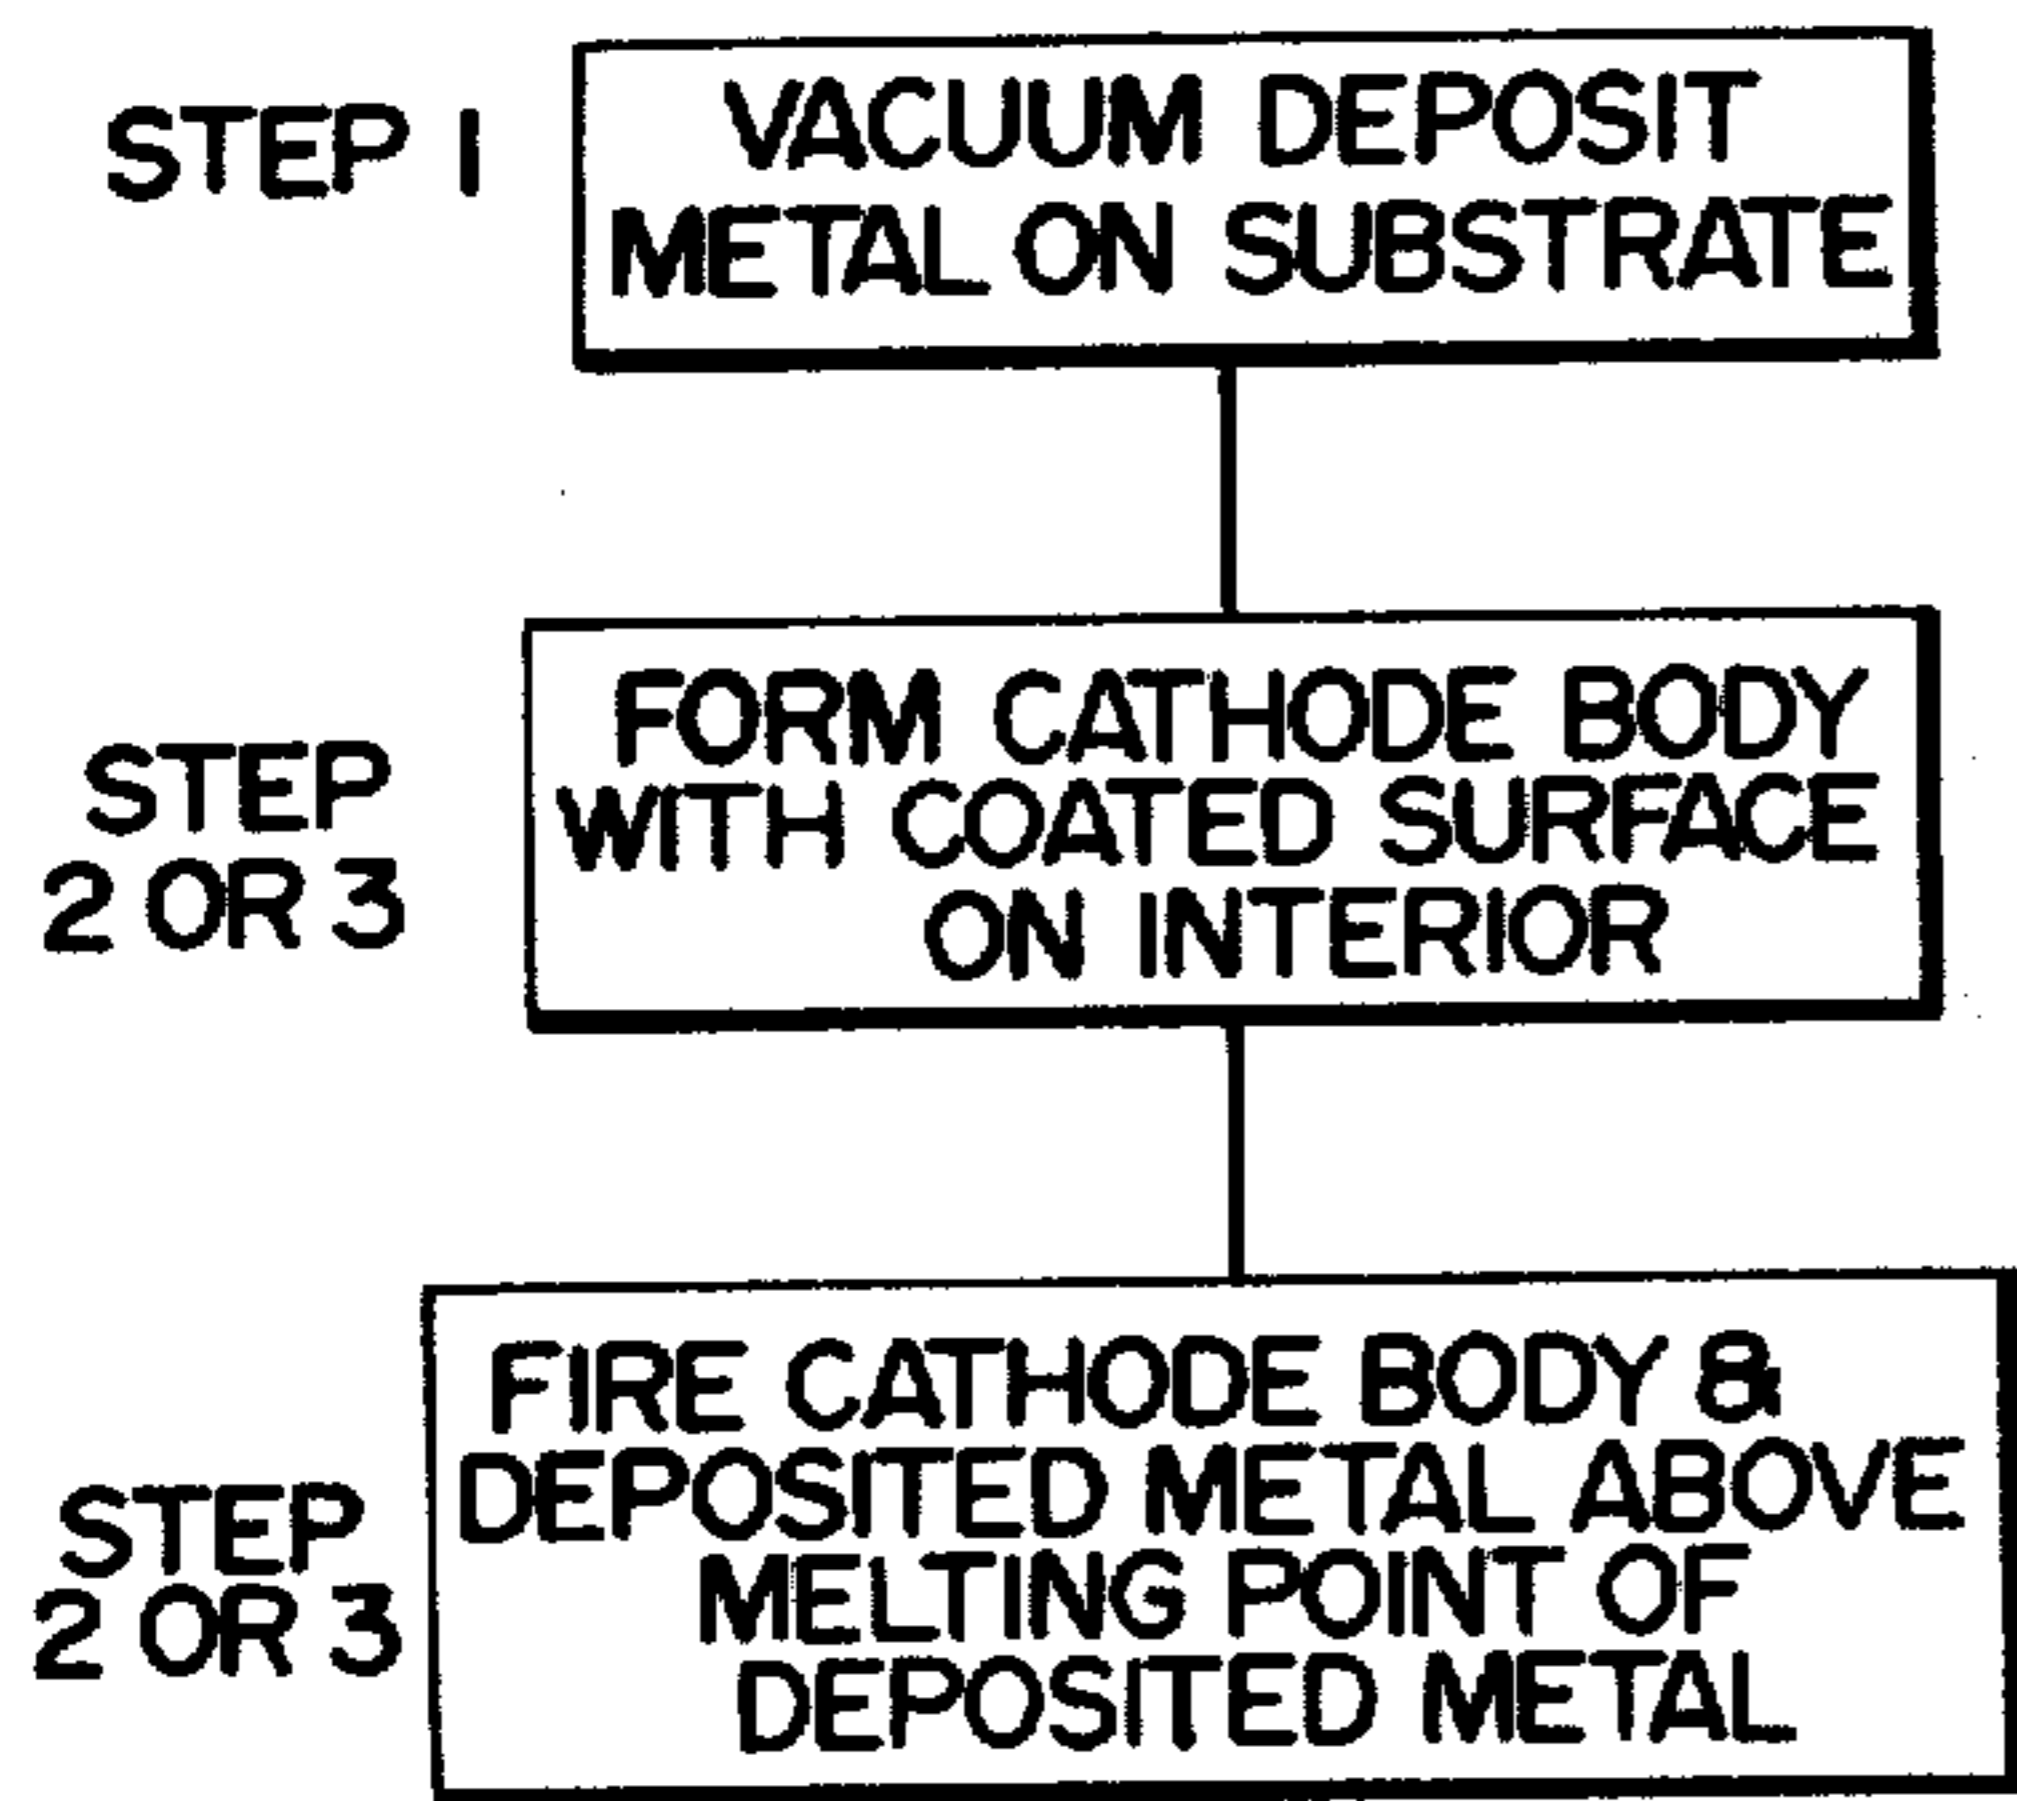 STEP 1
VACUUM DEPOSIT
METAL ON SUBSTRATE
STEP
2 OR 3
FORM CATHODE BODY
WITH COATED SURFACE
ON INTERIOR
STEP
2 OR 3
FIRE CATHODE BODY &
DEPOSITED METAL ABOVE
MELTING POINT OF
DEPOSITED METAL